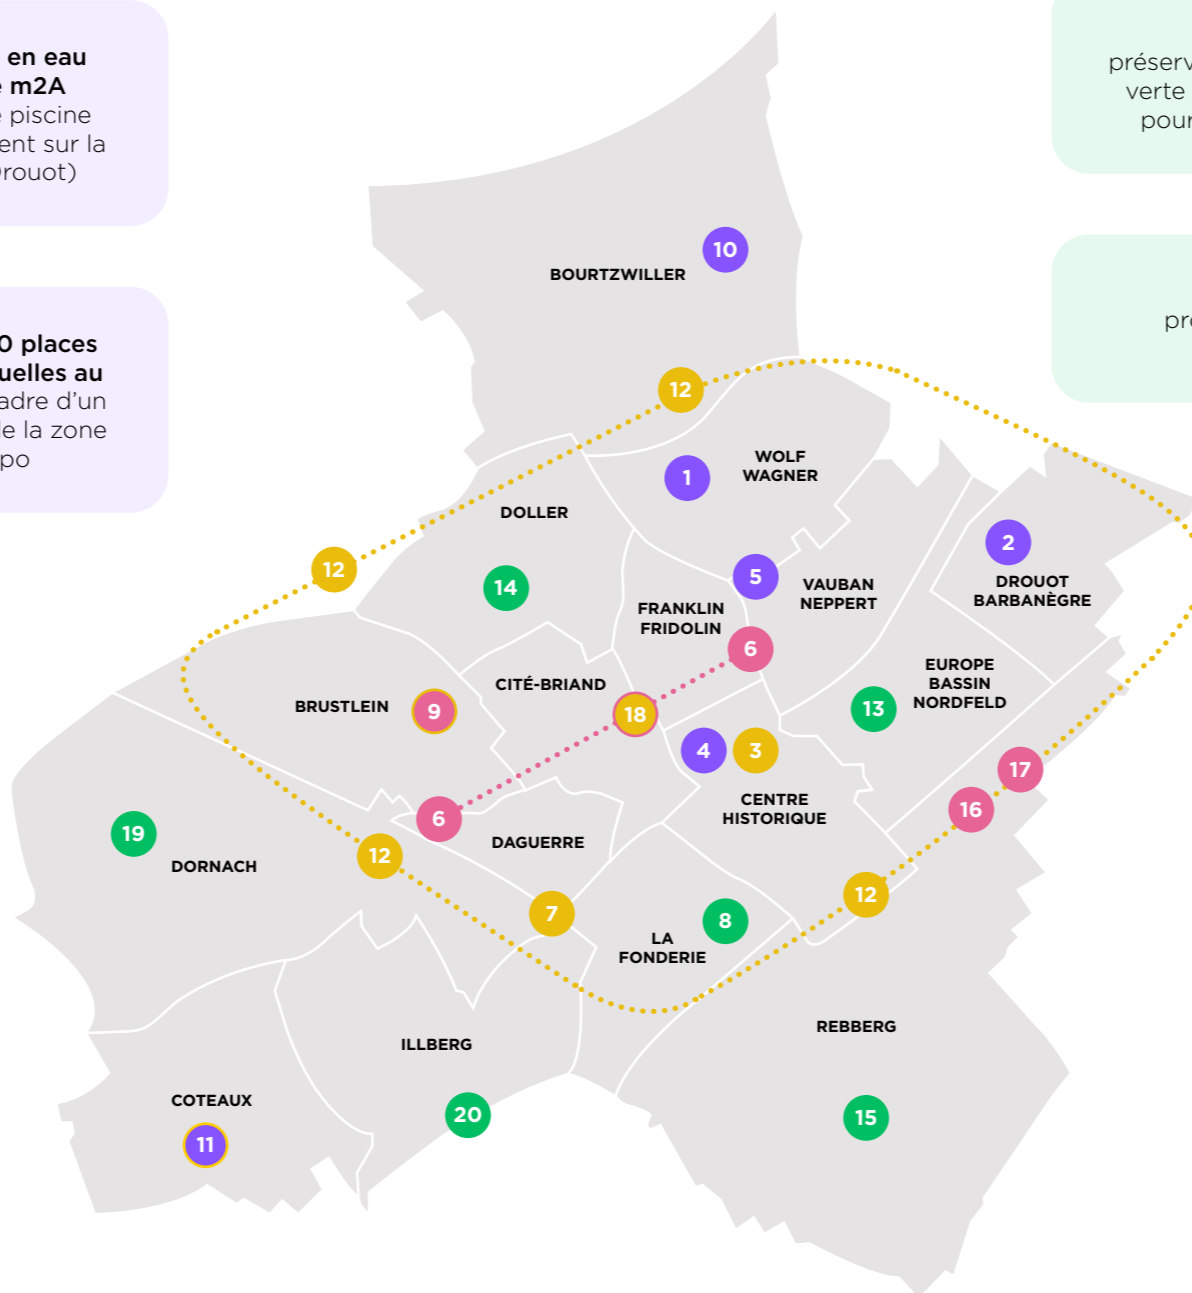 en eau
m2A
piscine
ent sur la
rouot)
0 places
uelles au
adre d'un
de la zone
po
préserv
verte
pour
pr
10
BOURTZWILLER
12
WOLF
WAGNER
1
DOLLER
2
12
5
DROUOT
BARBANÈGRE
14
VAUBAN
NEPPERT
FRANKLIN
FRIDOLIN
6
EUROPE
BASSIN
NORDFELD
CITÉ-BRIAND
BRUSTLEIN
9
18
13
4
3
17
CENTRE
HISTORIQUE
16
6
19
DAGUERRE
12
DORNACH
12
7
8
LA
FONDERIE
REBBERG
ILLBERG
COTEAUX
20
15
11